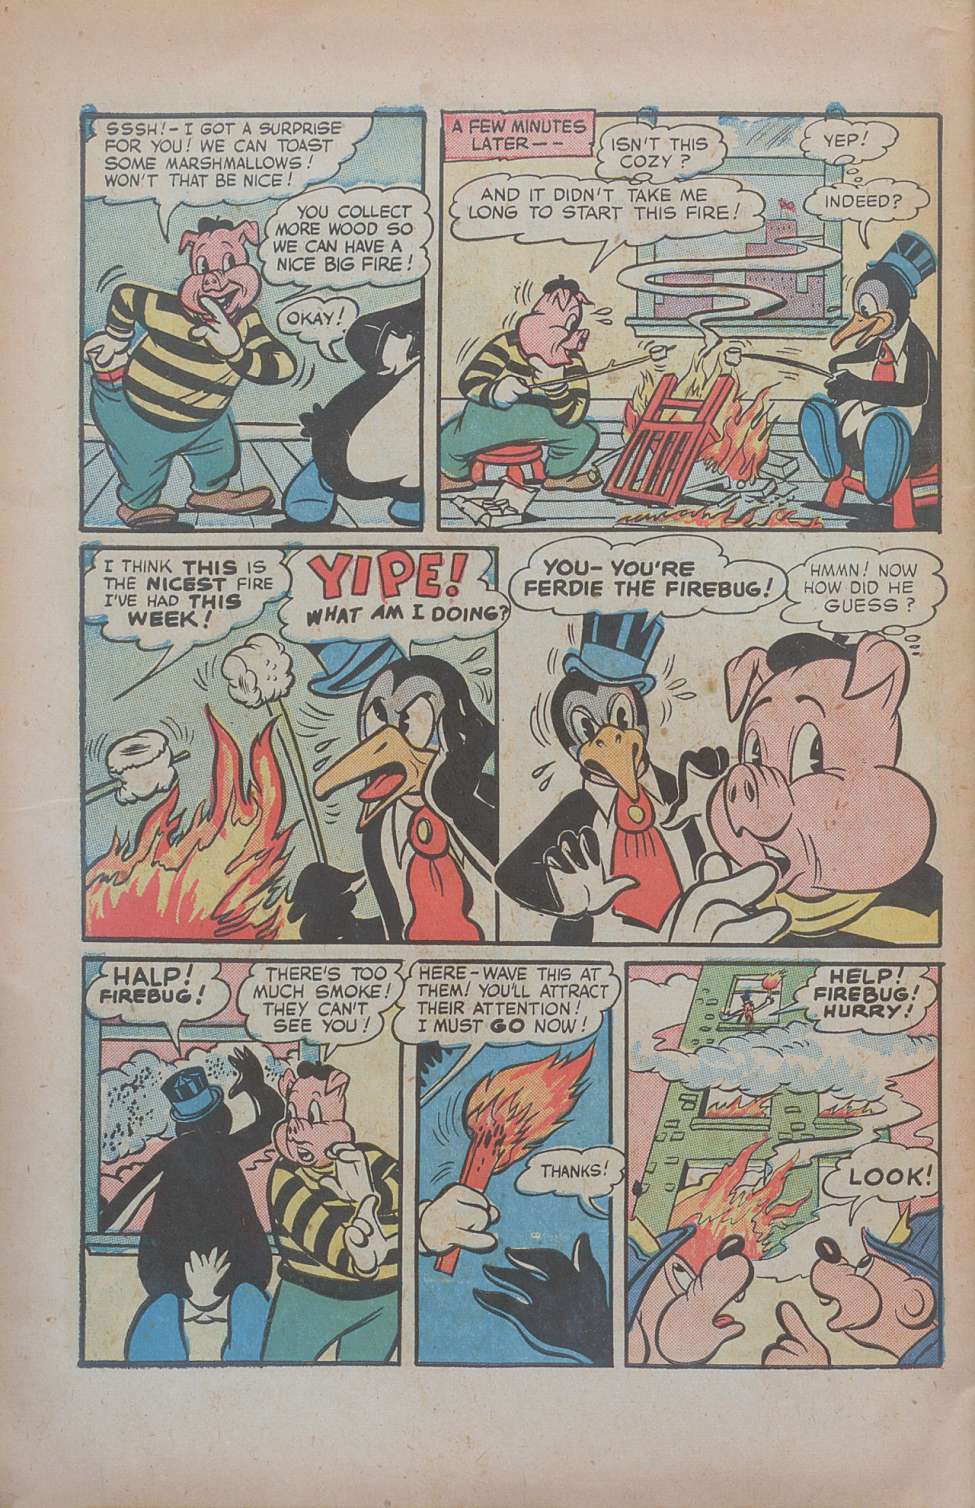 SSSH!-I GOT A SURPRISE
FOR YOU! WE CAN TOAST
SOME MARSHMALLOWS!
WON'T THAT BE NICE!
YOU COLLECT
MORE WOOD SO
WE CAN HAVE A
NICE BIG FIRE!
OKAY!
A FEW MINUTES
LATER--
ISN'T THIS
COZY?
YEP!
AND IT DIDN'T TAKE ME
LONG TO START THIS FIRE!
INDEED?
I THINK THIS IS
THE NICEST FIRE
I'VE HAD THIS
WEEK!
YIPE!
WHAT AM I DOING?
YOU-YOU'RE
FERDIE THE FIREBUG!
HMMN! NOW
HOW DID HE
GUESS?
HALP!
FIREBUG!
THERE'S TOO
MUCH SMOKE!
THEY CAN'T
SEE YOU!
HERE-WAVE THIS AT
THEM! YOU'LL ATTRACT
THEIR ATTENTION!
I MUST GO NOW!
THANKS!
HELP!
FIREBUG!
HURRY!
LOOK!